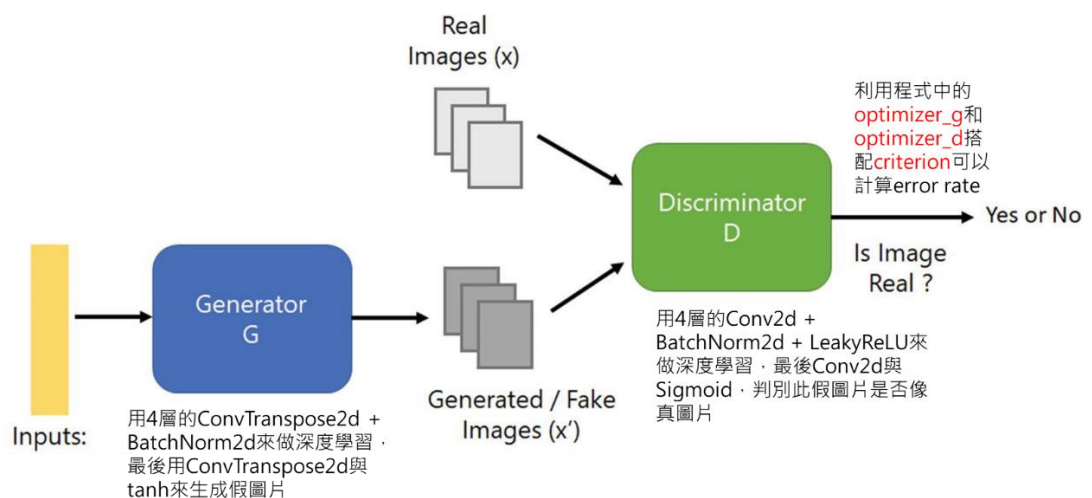 Real
Images (x)
利用程式中的
optimizer_g和
optimizer_d搭
配criterion可以
計算error rate
Discriminator
D
Yes or No
Is Image
Real ?
Generator
G
用4層的Conv2d +
BatchNorm2d + LeakyReLU來
做深度學習，最後Conv2d與
Sigmoid，判別此假圖片是否像
真圖片
Generated / Fake
Images (x’)
Inputs:
用4層的ConvTranspose2d +
BatchNorm2d來做深度學習，
最後用ConvTranspose2d與
tanh來生成假圖片